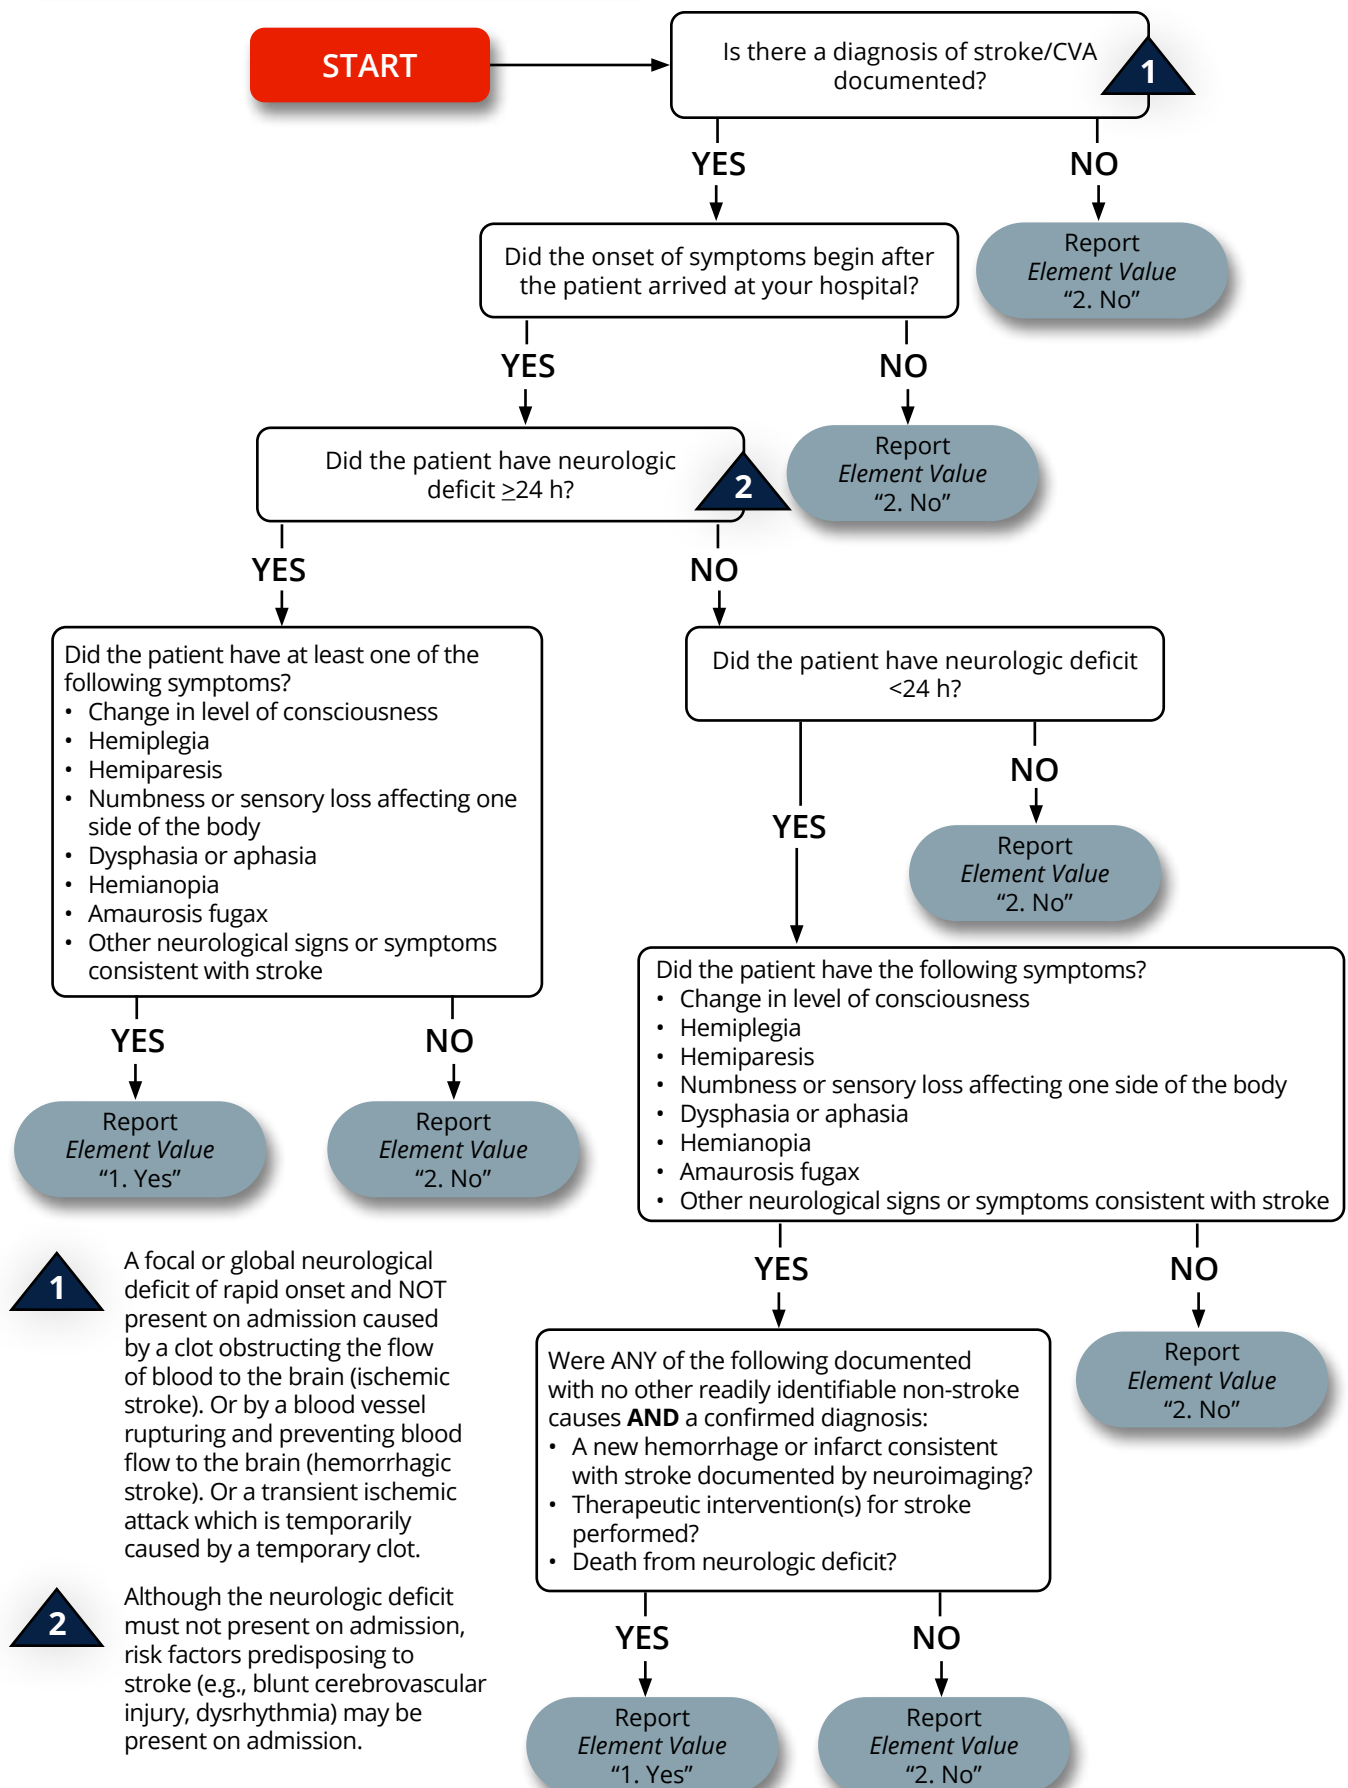 START
Is there a diagnosis of stroke/CVA
documented?
1
YES
NO
Did the onset of symptoms begin after
the patient arrived at your hospital?
Report
Element Value
“2. No”
YES
NO
Did the patient have neurologic
deficit ≥24 h?
2
Report
Element Value
“2. No”
YES
NO
Did the patient have at least one of the
following symptoms?
• Change in level of consciousness
• Hemiplegia
• Hemiparesis
• Numbness or sensory loss affecting one
side of the body
• Dysphasia or aphasia
• Hemianopia
• Amaurosis fugax
• Other neurological signs or symptoms
consistent with stroke
Did the patient have neurologic deficit
<24 h?
YES
NO
Report
Element Value
“2. No”
Did the patient have the following symptoms?
• Change in level of consciousness
• Hemiplegia
• Hemiparesis
• Numbness or sensory loss affecting one side of the body
• Dysphasia or aphasia
• Hemianopia
• Amaurosis fugax
• Other neurological signs or symptoms consistent with stroke
YES
NO
Report
Element Value
“1. Yes”
Report
Element Value
“2. No”
YES
NO
Were ANY of the following documented
with no other readily identifiable non-stroke
causes AND a confirmed diagnosis:
• A new hemorrhage or infarct consistent
with stroke documented by neuroimaging?
• Therapeutic intervention(s) for stroke
performed?
• Death from neurologic deficit?
Report
Element Value
“2. No”
YES
NO
Report
Element Value
“1. Yes”
Report
Element Value
“2. No”
1
A focal or global neurological
deficit of rapid onset and NOT
present on admission caused
by a clot obstructing the flow
of blood to the brain (ischemic
stroke). Or by a blood vessel
rupturing and preventing blood
flow to the brain (hemorrhagic
stroke). Or a transient ischemic
attack which is temporarily
caused by a temporary clot.
2
Although the neurologic deficit
must not present on admission,
risk factors predisposing to
stroke (e.g., blunt cerebrovascular
injury, dysrhythmia) may be
present on admission.